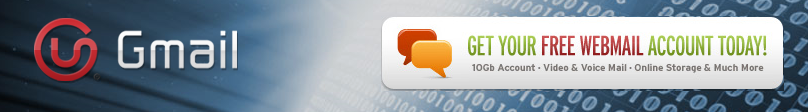 Gmail
GET YOUR FREE WEBMAIL ACCOUNT TODAY!
10Gb Account · Video & Voice Mail · Online Storage & Much More